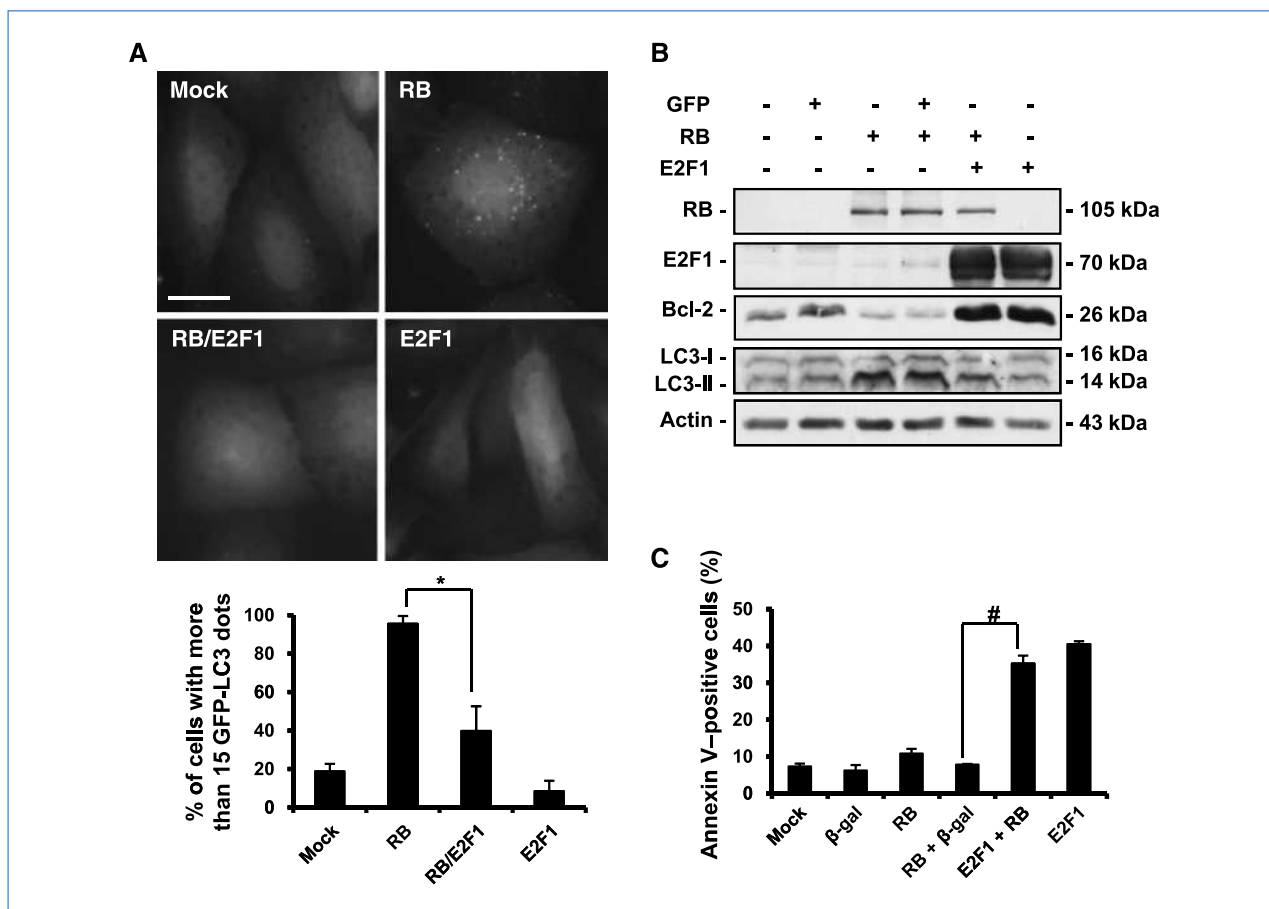 A
Mock
RB
RB/E2F1
E2F1
% of cells with more
than 15 GFP-LC3 dots
100
80
60
40
20
0
*
Mock
RB
RB/E2F1
E2F1
B
GFP - + - + - -
RB - - + + + -
E2F1 - - - - + +
RB - - 105 kDa
E2F1 - - 70 kDa
Bcl-2 - - 26 kDa
LC3-I - - 16 kDa
LC3-II - - 14 kDa
Actin - - 43 kDa
C
Annexin V–positive cells (%)
50
40
30
20
10
0
#
Mock
β-gal
RB
RB + β-gal
E2F1 + RB
E2F1